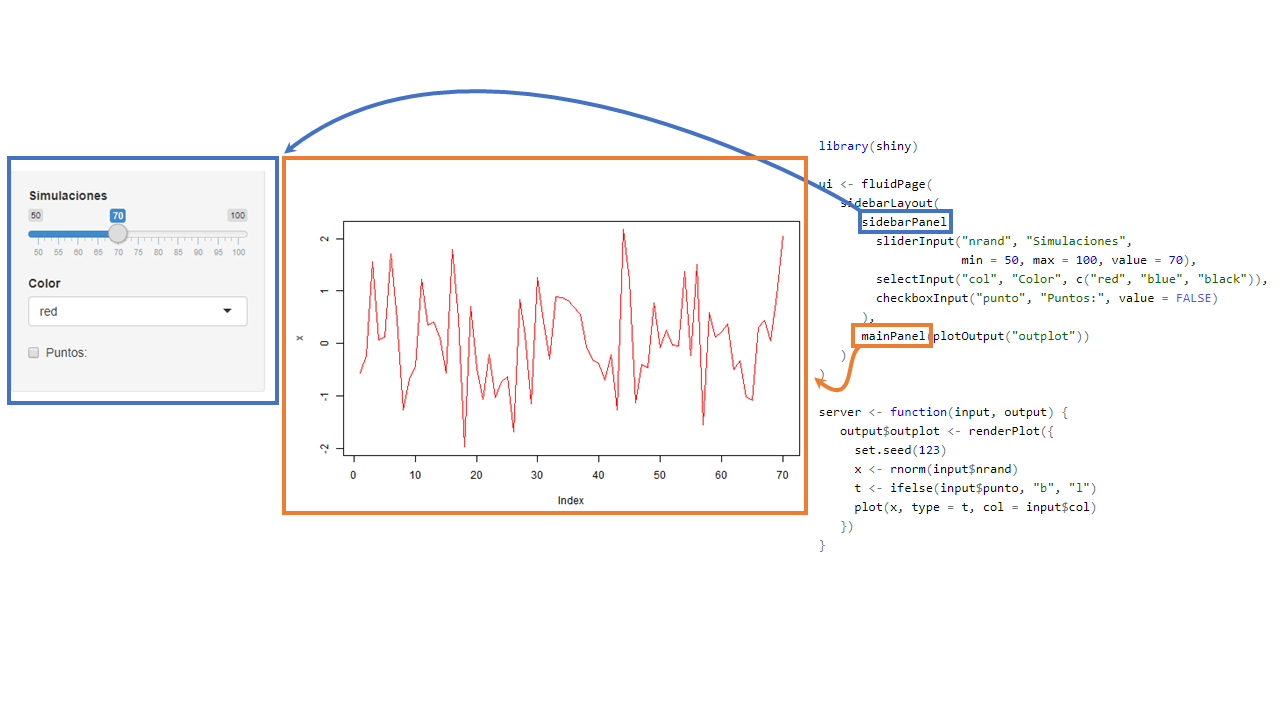 Simulaciones
50 70 100
50 55 60 65 70 75 80 85 90 95 100
Color
red
Puntos:
2
1
0
-1
-2
x
0 10 20 30 40 50 60 70
Index
library(shiny)
ui <- fluidPage(
sidebarLayout(
sidebarPanel
sliderInput("nrand", "Simulaciones",
min = 50, max = 100, value = 70),
selectInput("col", "Color", c("red", "blue", "black")),
checkboxInput("punto", "Puntos:", value = FALSE)
),
mainPanel(plotOutput("outplot"))
)
)
server <- function(input, output) {
output$outplot <- renderPlot({
set.seed(123)
x <- rnorm(input$nrand)
t <- ifelse(input$punto, "b", "l")
plot(x, type = t, col = input$col)
})
}